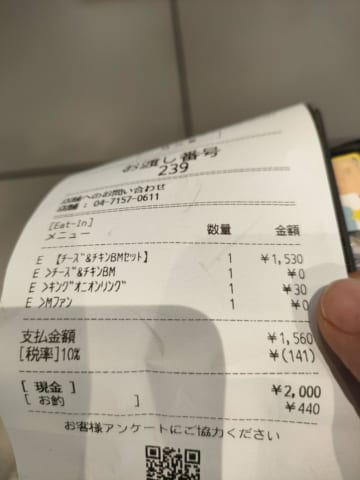 お渡し番号
239
店舗へのお問い合わせ
店舗 : 04-7157-0611
[Eat-In]
メニュー 数量 金額
E 【チーズ&チキンBMセット】 1 ¥1,530
E >チーズ&チキンBM 1 ¥0
E >キングオニオンリング 1 ¥30
E >Mファン 1 ¥0
支払金額 ¥1,560
[税率]10% ¥(141)
[ 現金 ] ¥2,000
[ お釣 ] ¥440
お客様アンケートにご協力ください